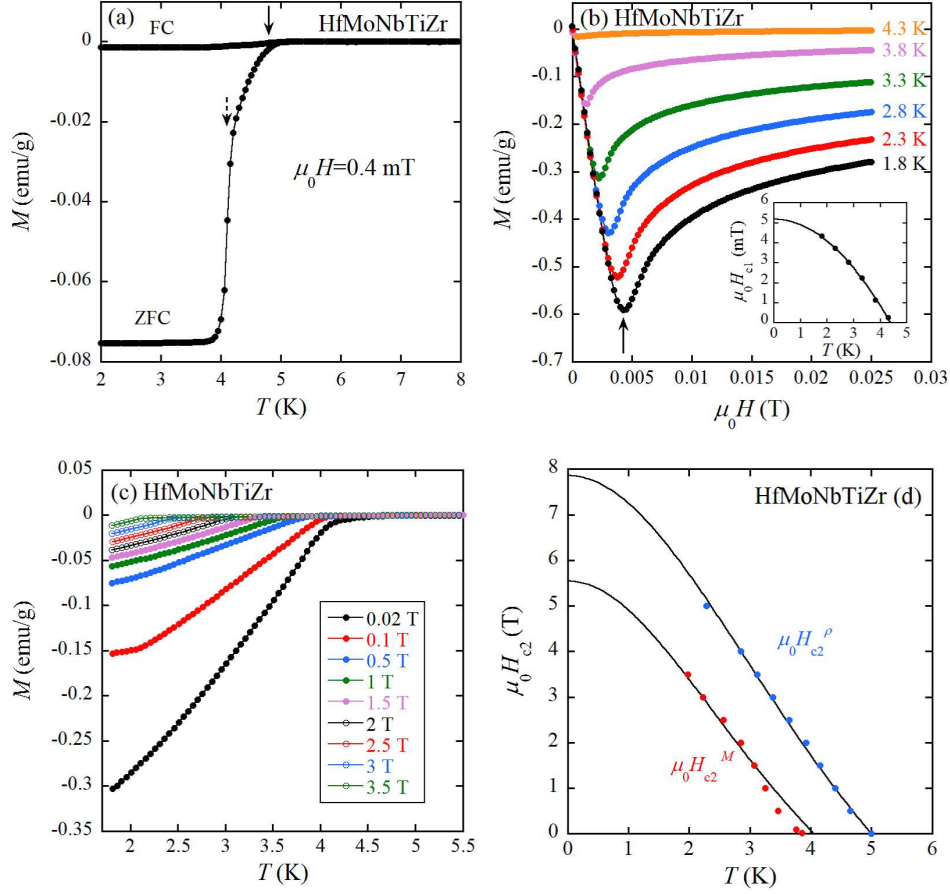 (a)
HfMoNbTiZr
FC
ZFC
μ₀H=0.4 mT
0
-0.02
-0.04
-0.06
-0.08
M (emu/g)
2 3 4 5 6 7 8
T (K)
(b) HfMoNbTiZr
4.3 K
3.8 K
3.3 K
2.8 K
2.3 K
1.8 K
0
-0.1
-0.2
-0.3
-0.4
-0.5
-0.6
-0.7
M (emu/g)
0 0.005 0.01 0.015 0.02 0.025 0.03
μ₀H (T)
6
5
4
3
2
1
0
μ₀H_c1 (mT)
0 1 2 3 4 5
T (K)
(c) HfMoNbTiZr
0.05
0
-0.05
-0.1
-0.15
-0.2
-0.25
-0.3
-0.35
M (emu/g)
0.02 T
0.1 T
0.5 T
1 T
1.5 T
2 T
2.5 T
3 T
3.5 T
2 2.5 3 3.5 4 4.5 5 5.5
T (K)
HfMoNbTiZr (d)
8
7
6
5
4
3
2
1
0
μ₀H_c2 (T)
μ₀H_c2^ρ
μ₀H_c2^M
0 1 2 3 4 5 6
T (K)